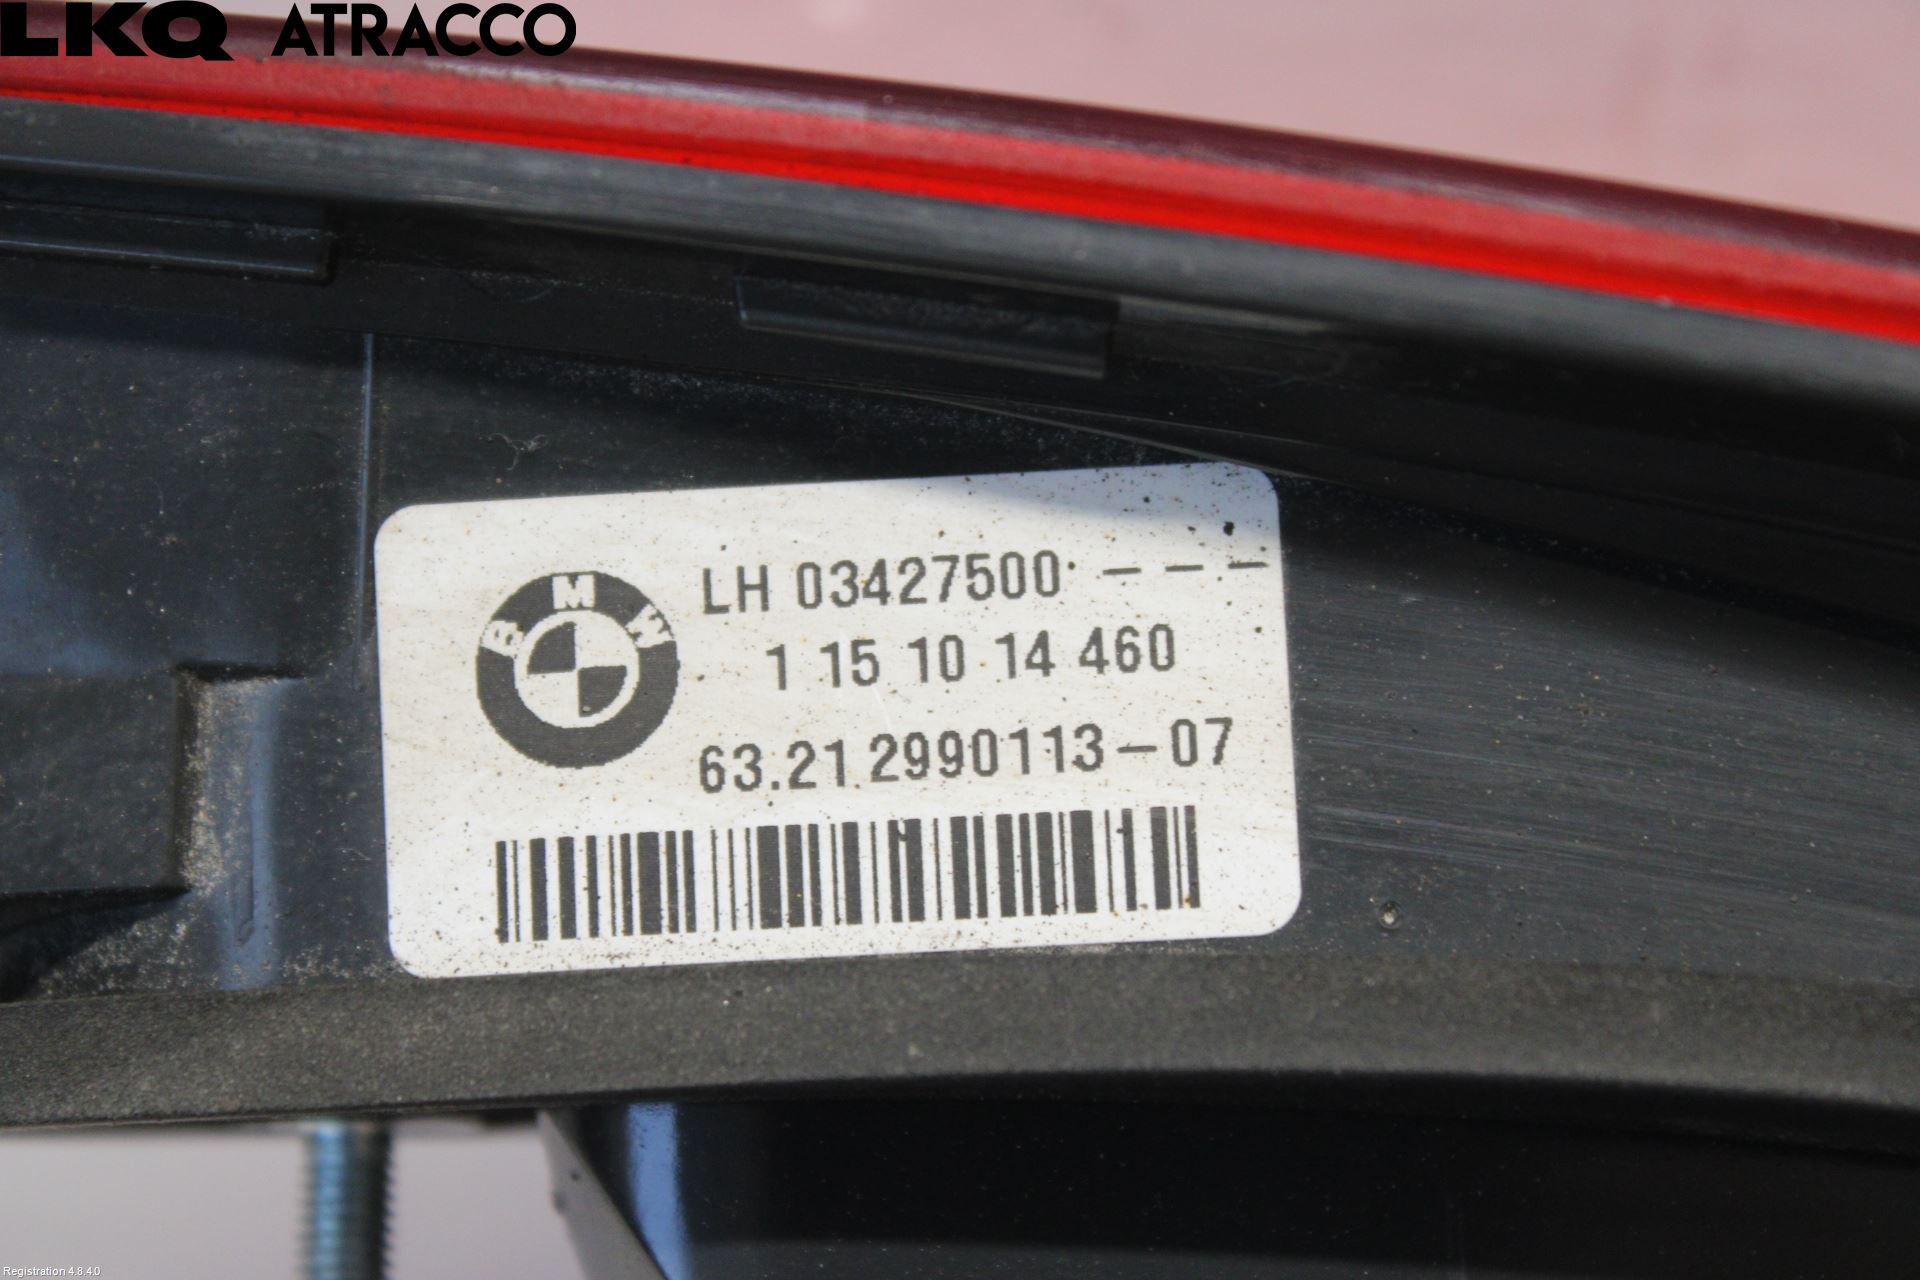 LKQ ATRACCO
BMW
LH 03427500 - - -
1 15 10 14 460
63.21 2990113-07
Registration 4.8.4.0